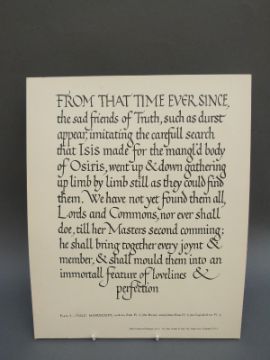 FROM THAT TIME EVER SINCE,
the sad friends of Truth, such as durst
appear, imitating the carefull search
that Isis made for the mangl'd body
of Osiris, went up & down gathering
up limb by limb still as they could find
them. We have not yet found them all,
Lords and Commons, nor ever shall
doe, till her Masters second comming;
he shall bring together every joynt &
member, & shall mould them into an
immortall feature of lovelines &
perfection